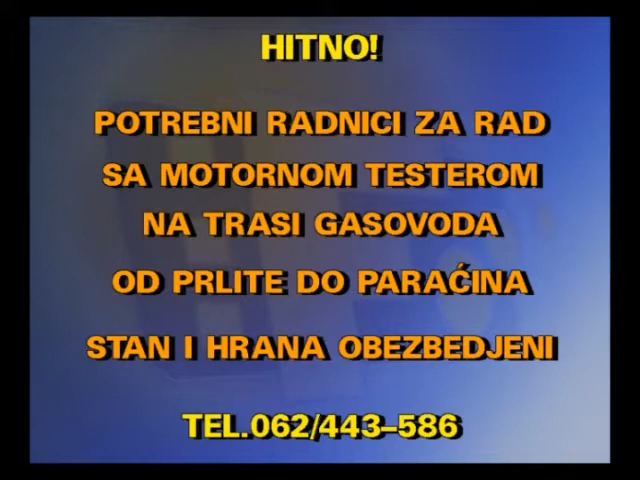 HITNO!
POTREBNI RADNICI ZA RAD
SA MOTORNOM TESTEROM
NA TRASI GASOVODA
OD PRLITE DO PARAĆINA
STAN I HRANA OBEZBEDJENI
TEL.062/443-586